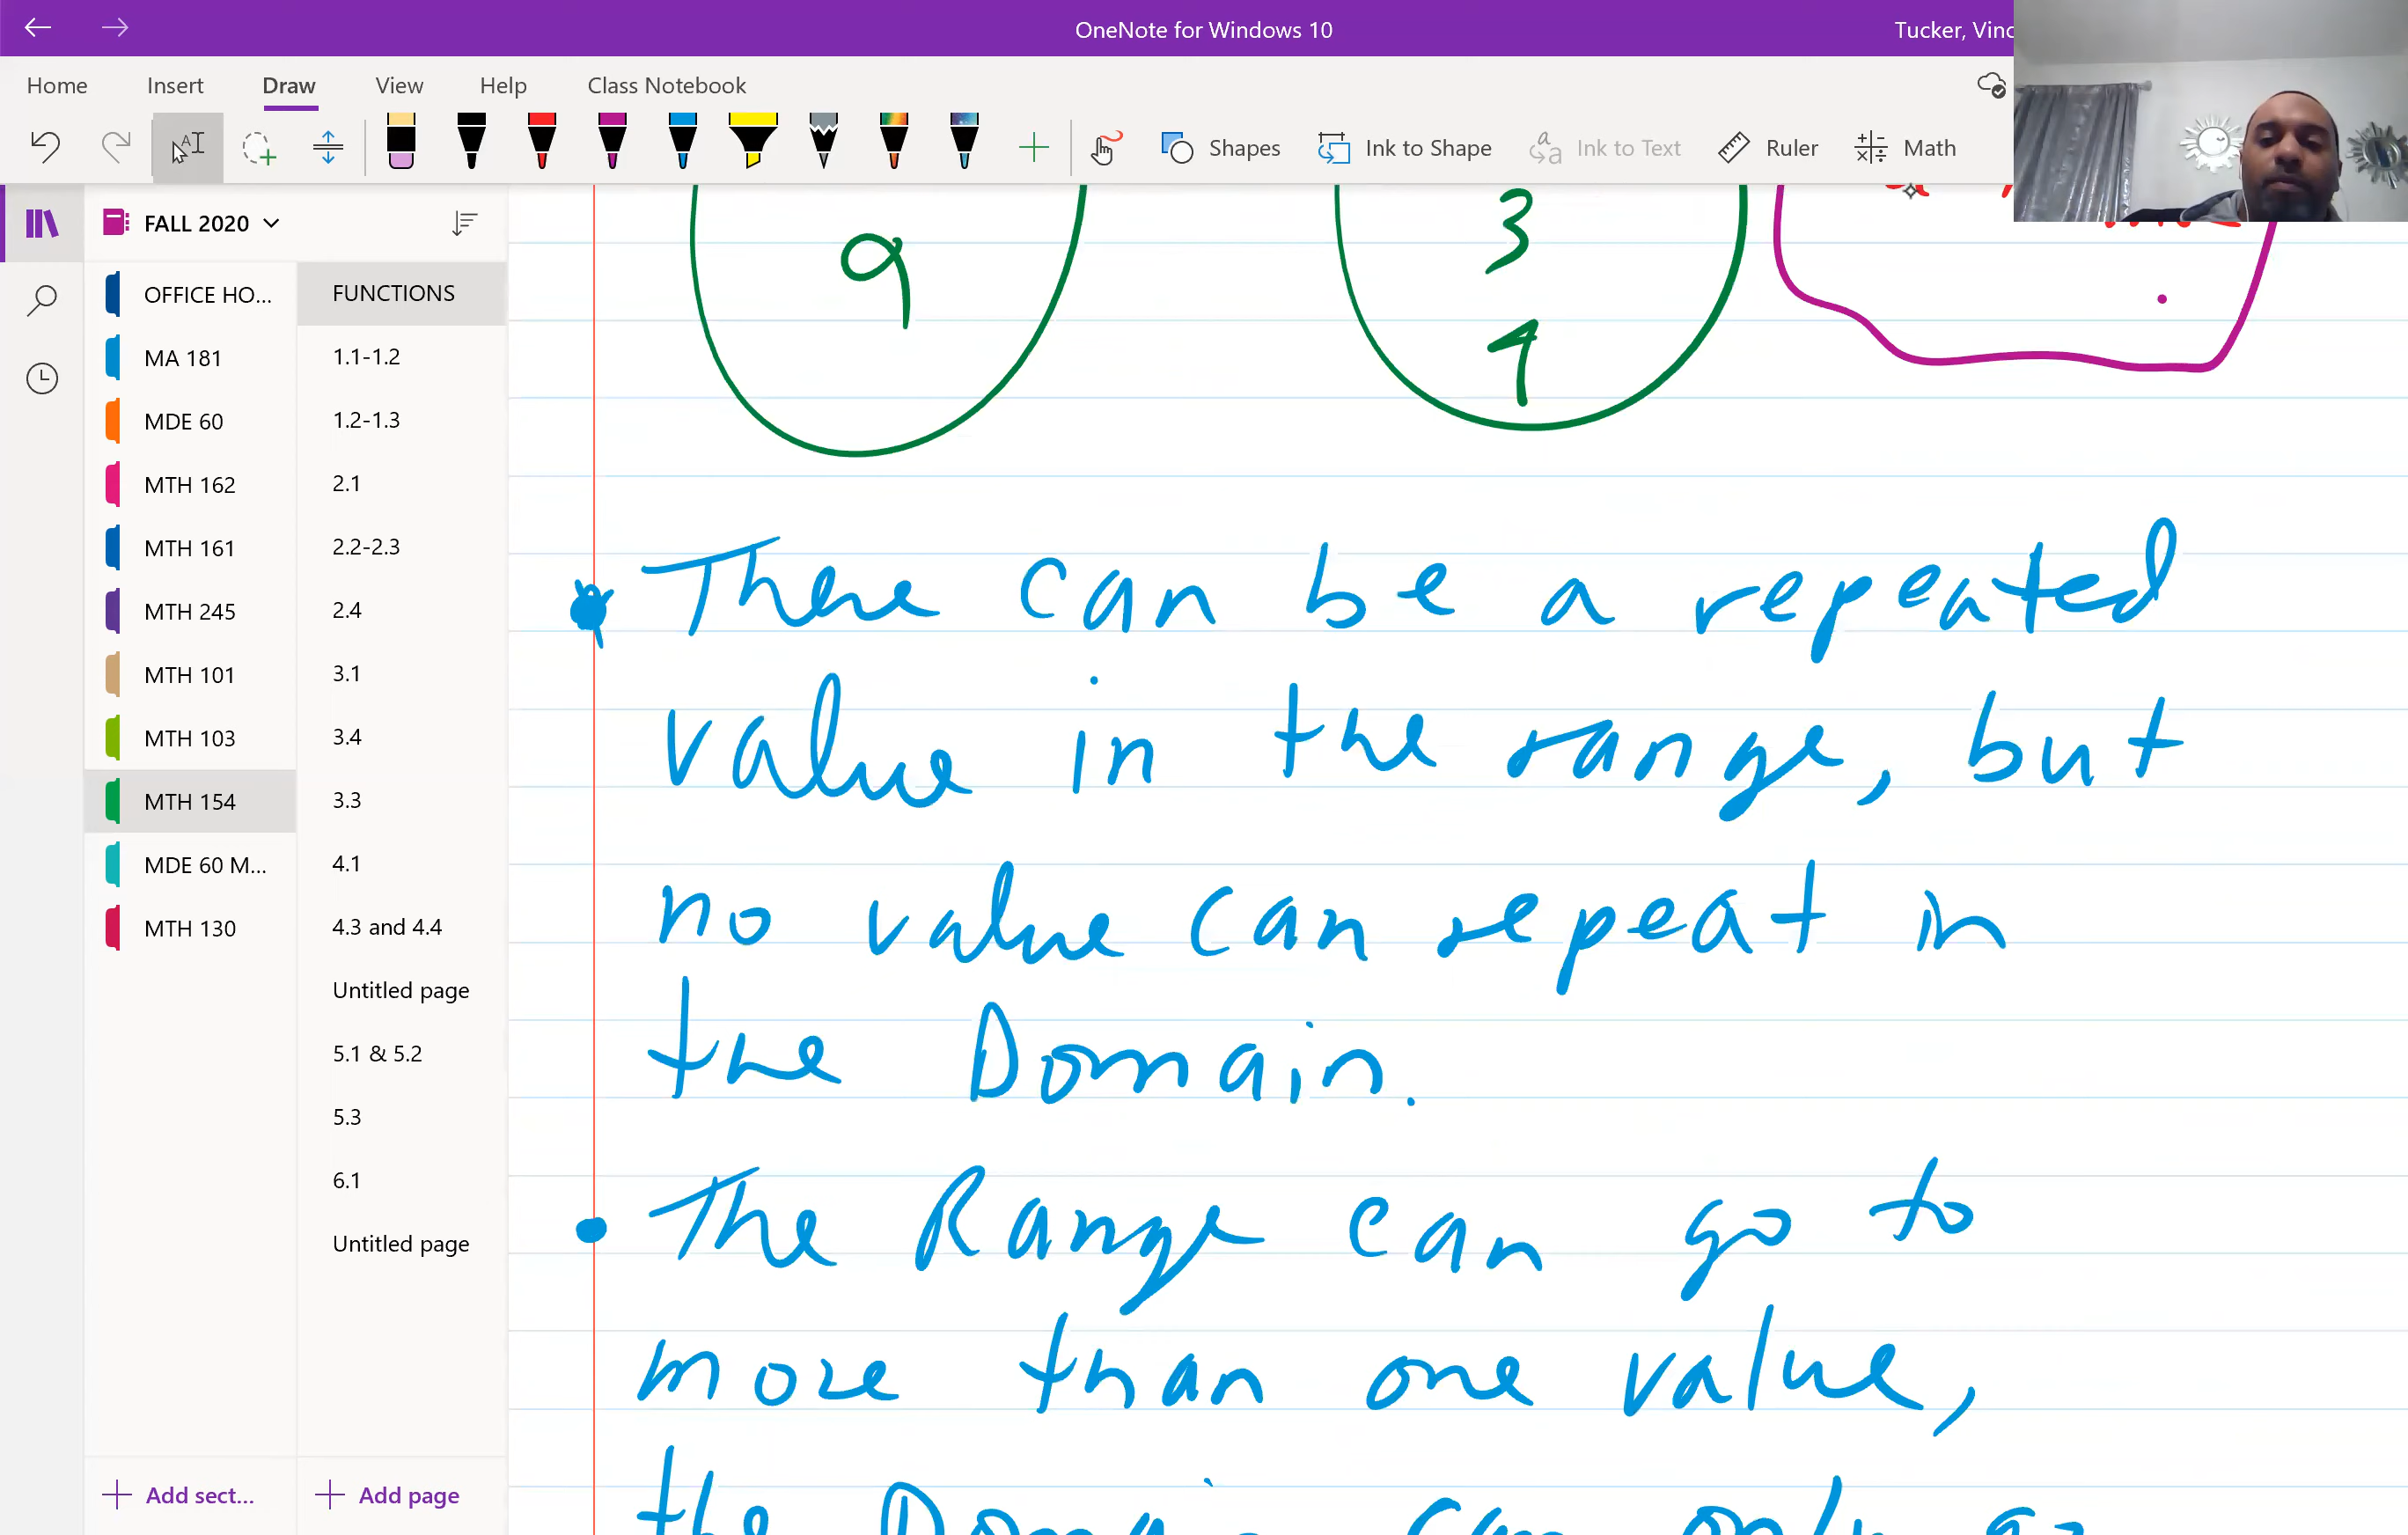 OneNote for Windows 10
Tucker, Vinc
Home Insert Draw View Help Class Notebook
Shapes Ink to Shape Ink to Text Ruler Math
FALL 2020
OFFICE HO...
MA 181
MDE 60
MTH 162
MTH 161
MTH 245
MTH 101
MTH 103
MTH 154
MDE 60 M...
MTH 130
Add sect...
FUNCTIONS
1.1-1.2
1.2-1.3
2.1
2.2-2.3
2.4
3.1
3.4
3.3
4.1
4.3 and 4.4
Untitled page
5.1 & 5.2
5.3
6.1
Untitled page
Add page
9
3
9
There can be a repeated
value in the range, but
no value can repeat in
the Domain.
The Range can go to
more than one value,
the Domain can only go